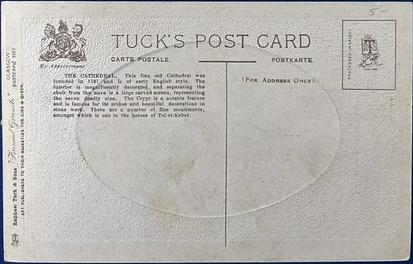 5-
TUCK'S POST CARD
By Appointment
CARTE POSTALE
POSTKARTE.
(For Address Only)
THE CATHEDRAL. This fine old Cathedral was
founded in 1197 and is of early English style. The
interior is magnificently decorated, and separating the
choir from the nave is a large carved screen, representing
the seven deadly sins. The Crypt is a notable feature
and is famous for its arches and beautiful decorations in
stone work. There are a number of fine monuments,
amongst which is one to the heroes of Tel-el-Keber.
Raphael Tuck & Sons
GLASGOW
ART PUBLISHERS TO THEIR MAJESTIES THE KING & QUEEN.